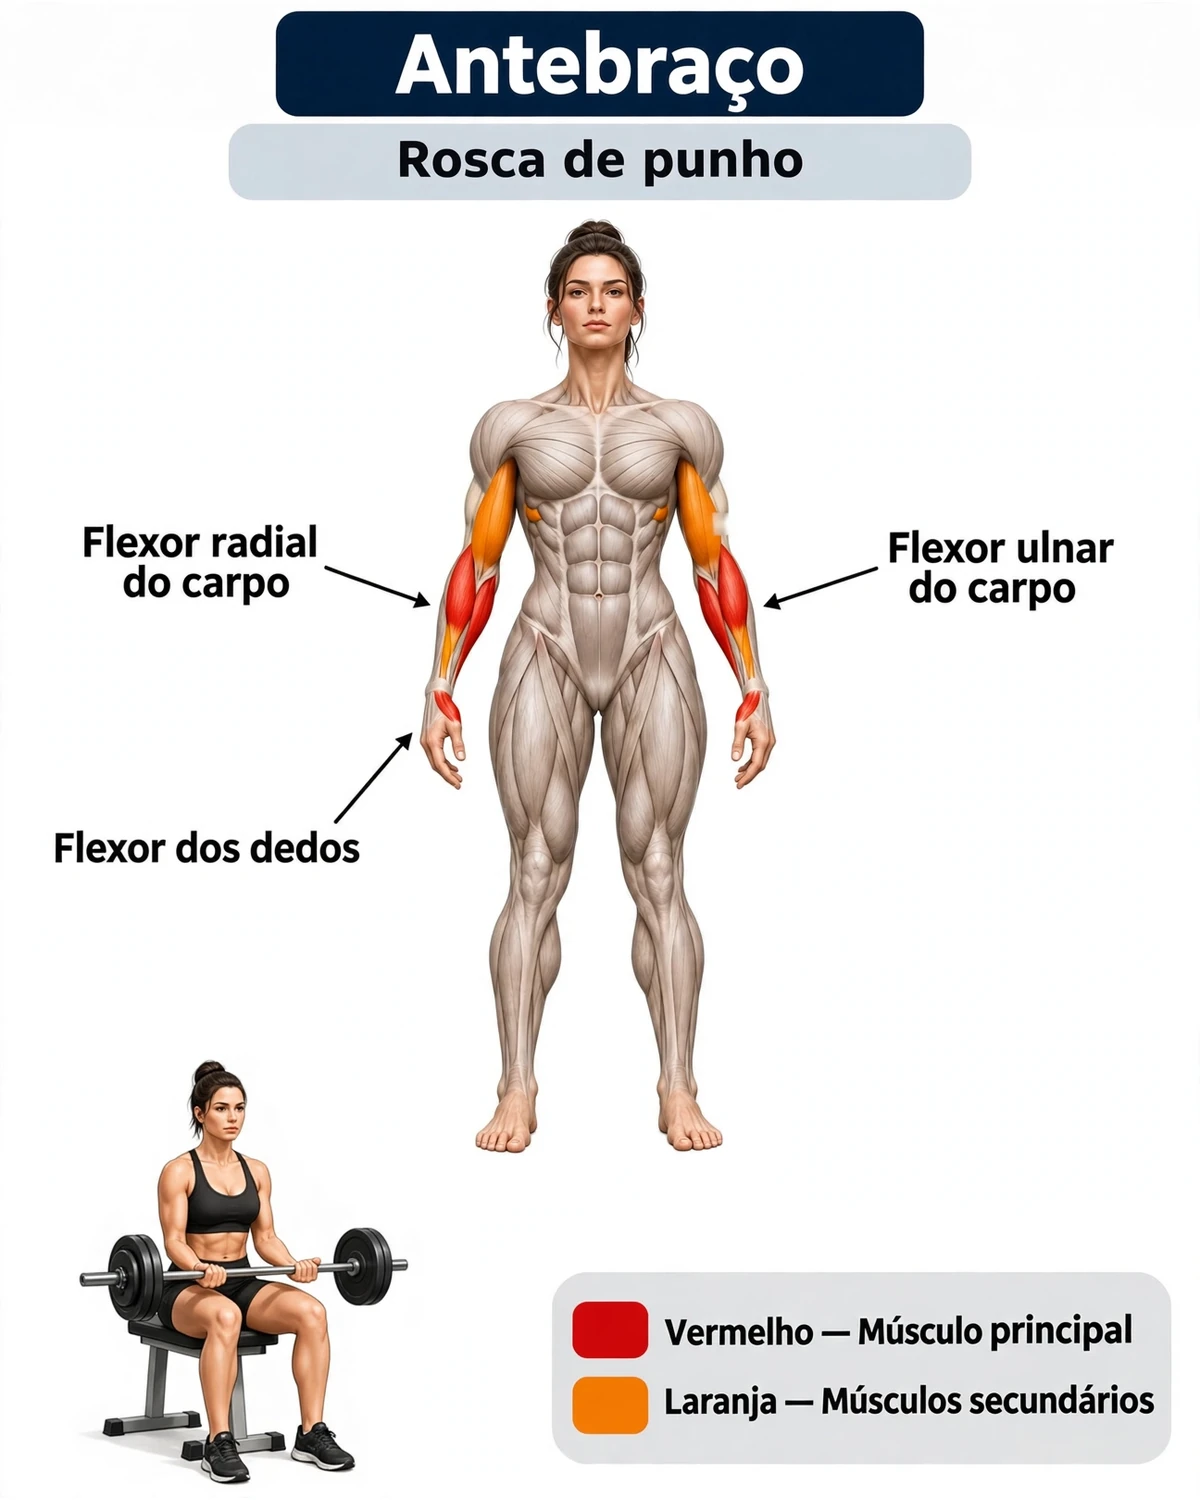 Antebraço
Rosca de punho
Flexor radial
do carpo
Flexor ulnar
do carpo
Flexor dos dedos
Vermelho — Músculo principal
Laranja — Músculos secundários